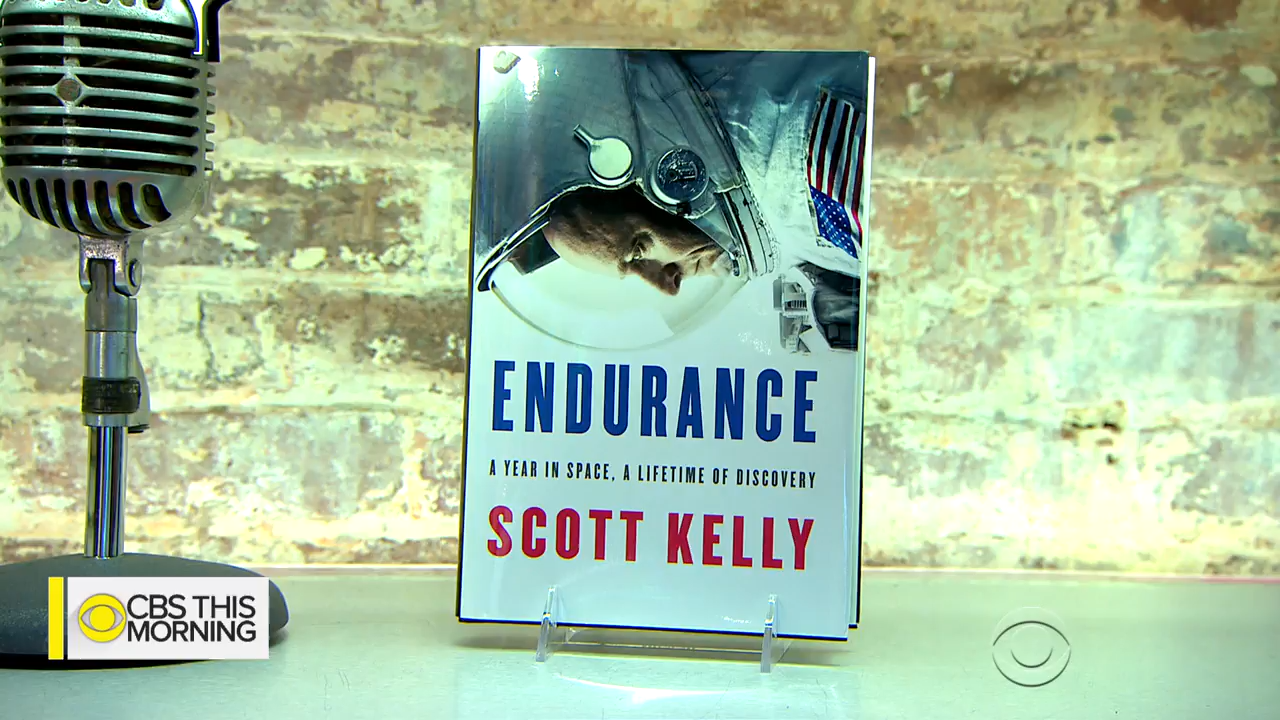 ENDURANCE
A YEAR IN SPACE, A LIFETIME OF DISCOVERY
SCOTT KELLY
CBS THIS
MORNING